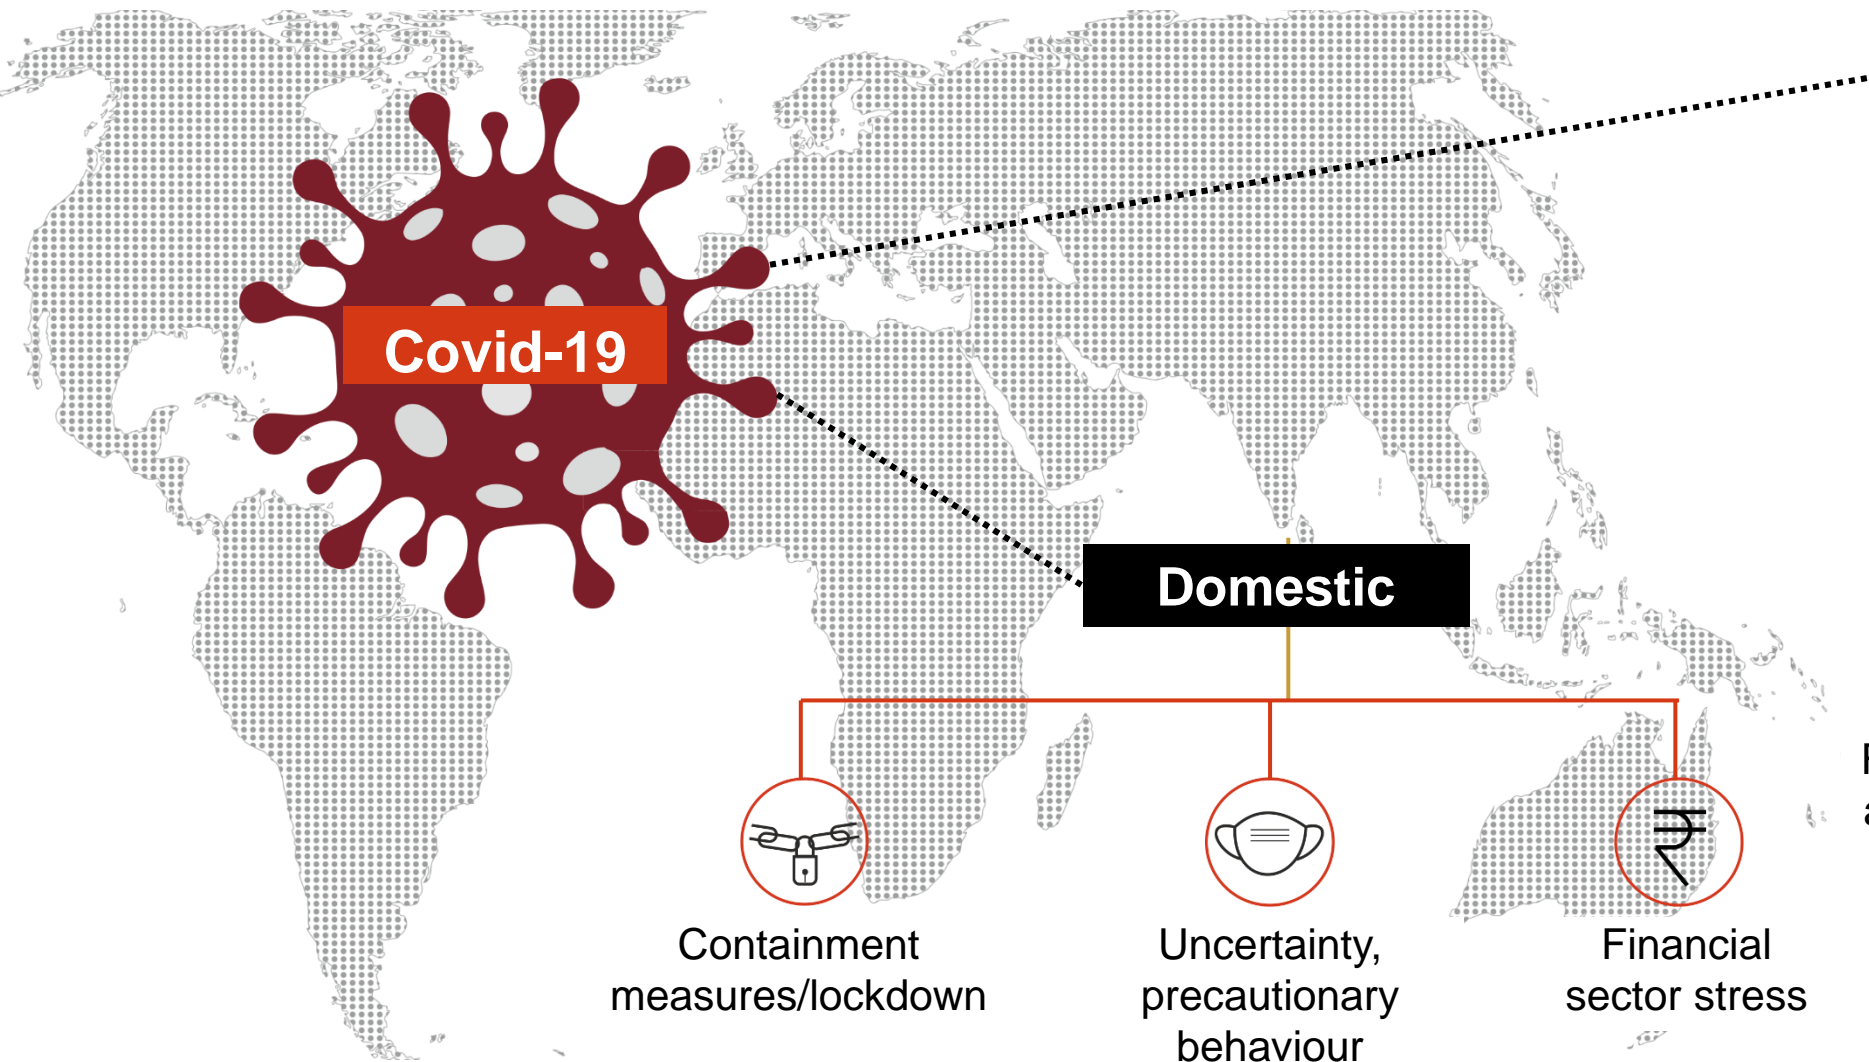 Covid-19
Domestic
Containment
measures/lockdown
Uncertainty,
precautionary
behaviour
₹
Financial
sector stress